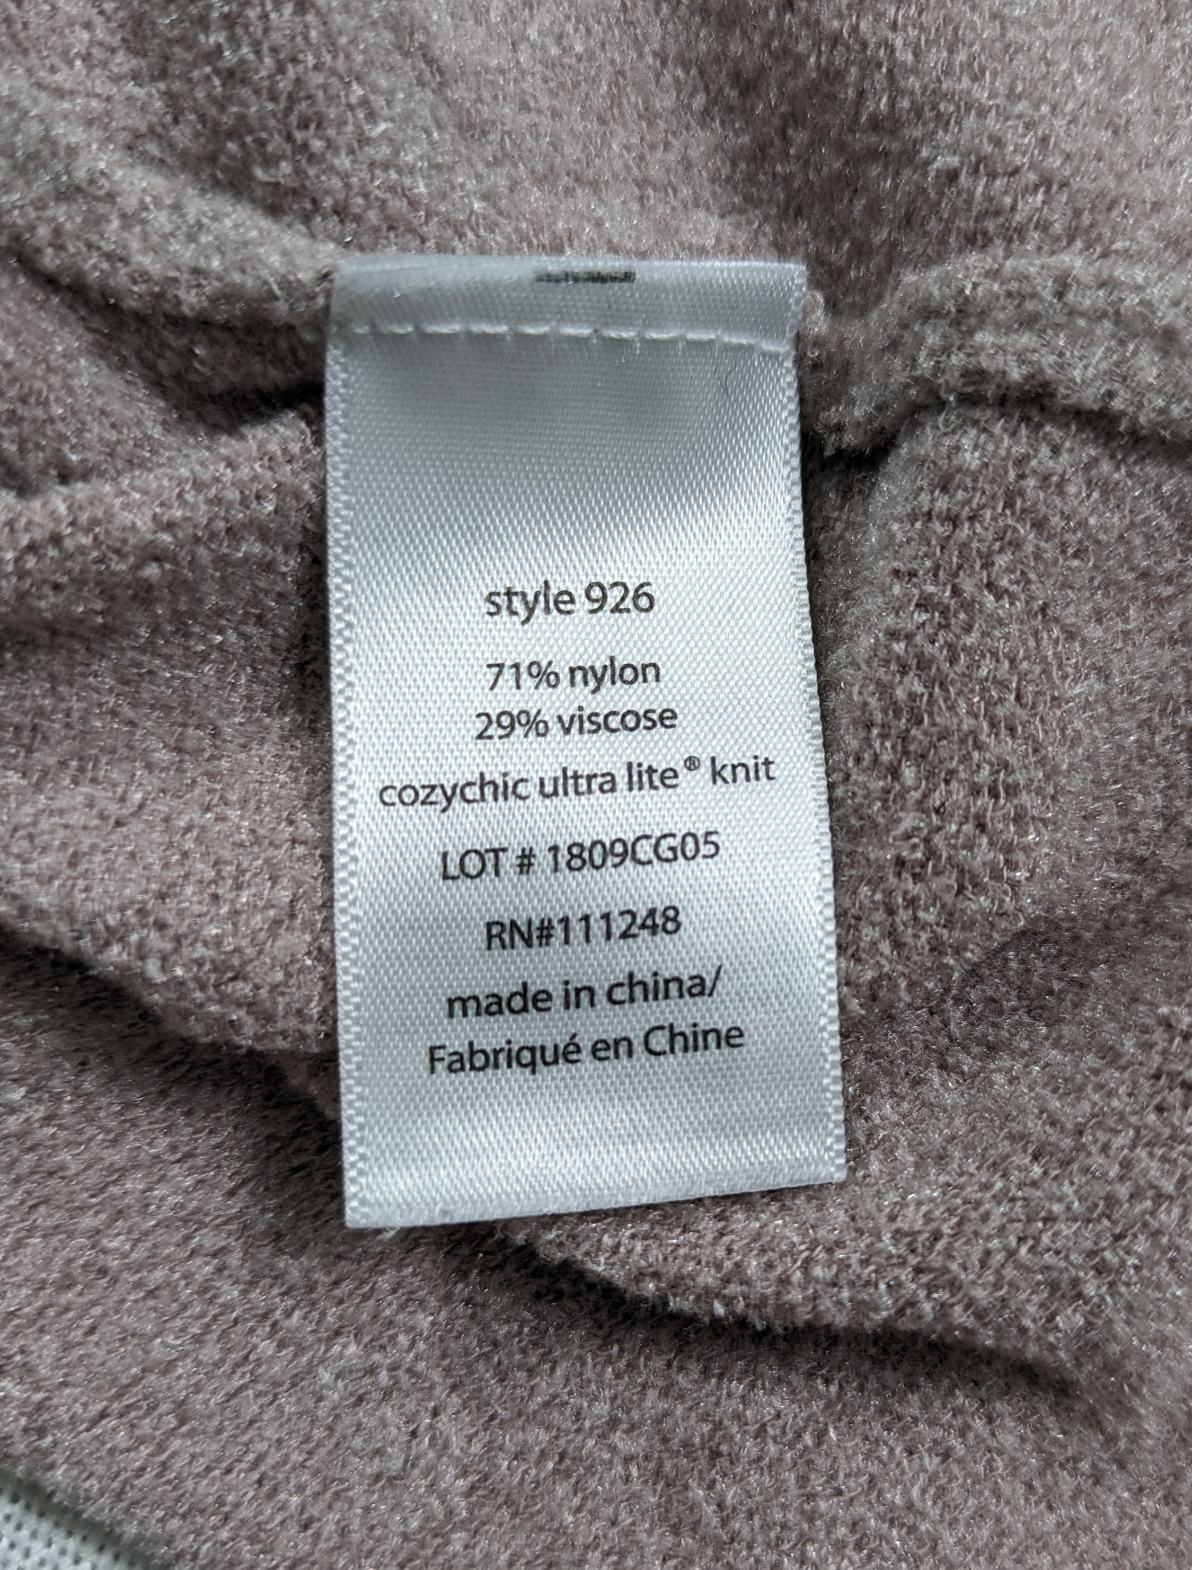 style 926
71% nylon
29% viscose
cozychic ultra lite® knit
LOT # 1809CG05
RN#111248
made in china/
Fabriqué en Chine